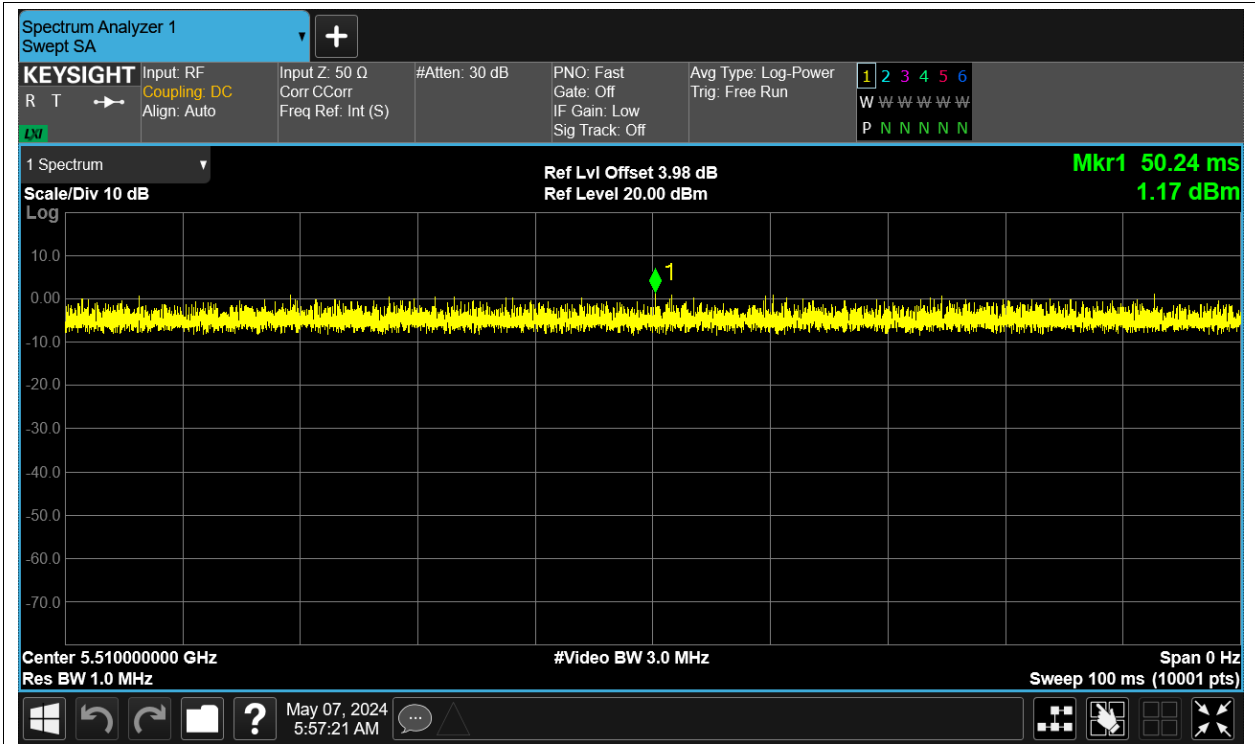 Spectrum Analyzer 1
Swept SA
KEYSIGHT
R T
LXI
Input: RF
Coupling: DC
Align: Auto
Input Z: 50 Ω
Corr CCorr
Freq Ref: Int (S)
#Atten: 30 dB
PNO: Fast
Gate: Off
IF Gain: Low
Sig Track: Off
Avg Type: Log-Power
Trig: Free Run
1 2 3 4 5 6
W W W W W W
P N N N N N
1 Spectrum
Scale/Div 10 dB
Ref Lvl Offset 3.98 dB
Ref Level 20.00 dBm
Mkr1 50.24 ms
1.17 dBm
Log
10.0
0.00
-10.0
-20.0
-30.0
-40.0
-50.0
-60.0
-70.0
1
Center 5.510000000 GHz
Res BW 1.0 MHz
#Video BW 3.0 MHz
Span 0 Hz
Sweep 100 ms (10001 pts)
?
May 07, 2024
5:57:21 AM